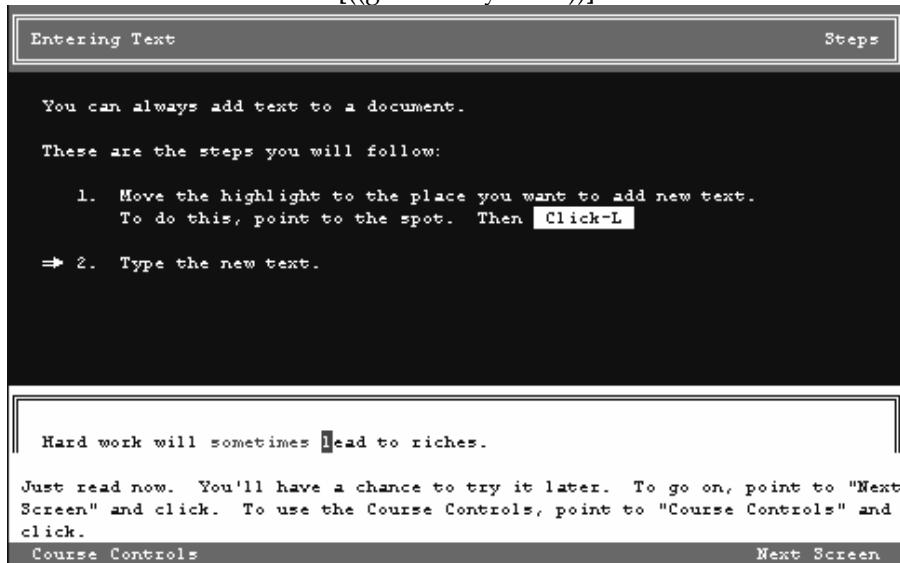 Entering Text Steps
You can always add text to a document.
These are the steps you will follow:
1. Move the highlight to the place you want to add new text.
To do this, point to the spot. Then Click-L
⇒ 2. Type the new text.
Hard work will sometimes lead to riches.
Just read now. You'll have a chance to try it later. To go on, point to "Next
Screen" and click. To use the Course Controls, point to "Course Controls" and
click.
Course Controls Next Screen